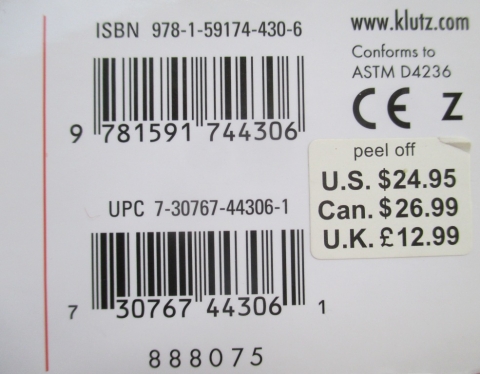 ISBN 978-1-59174-430-6
9 781591 744306
www.klutz.com
Conforms to
ASTM D4236
CE Z
peel off
U.S. $24.95
Can. $26.99
U.K. £12.99
UPC 7-30767-44306-1
7 30767 44306 1
888075